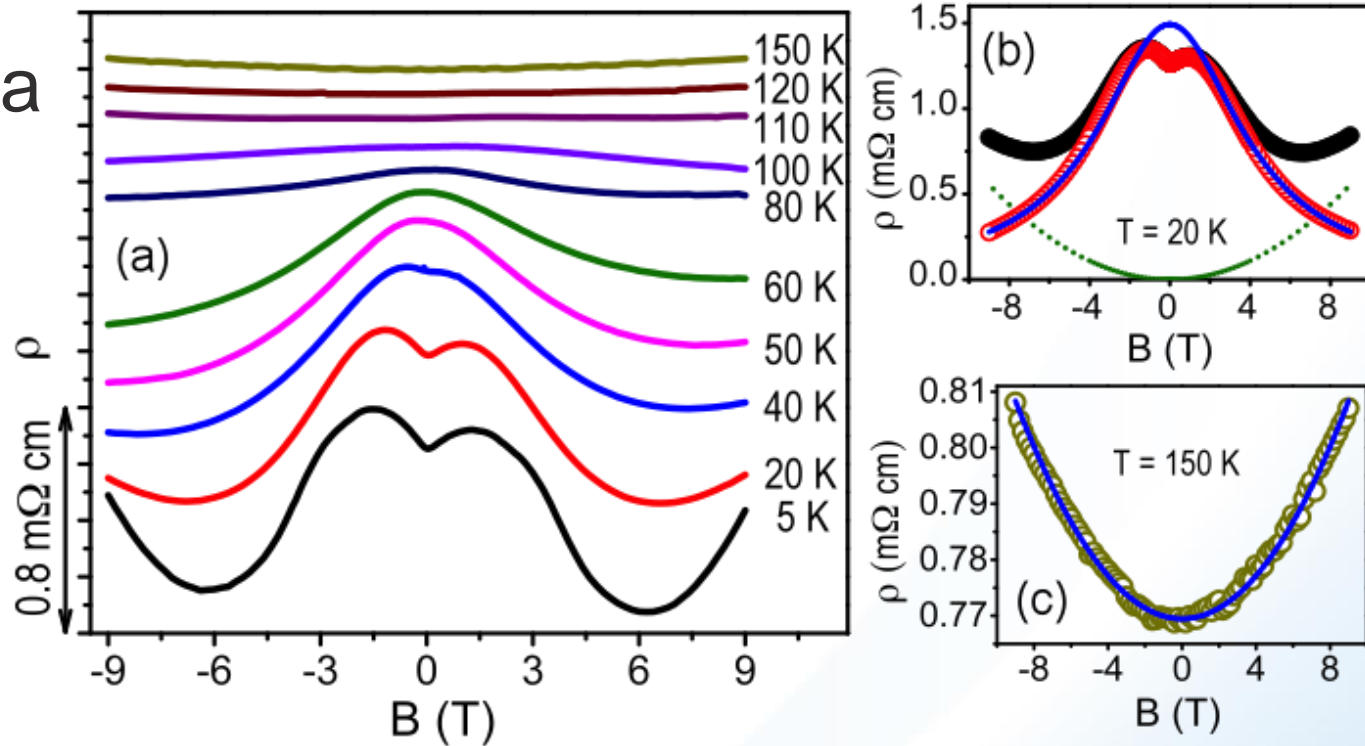 a
(a)
150 K
120 K
110 K
100 K
80 K
60 K
50 K
40 K
20 K
5 K
ρ
0.8 mΩ cm
-9 -6 -3 0 3 6 9
B (T)
(b)
1.5
1.0
0.5
0.0
ρ (mΩ cm)
T = 20 K
-8 -4 0 4 8
B (T)
0.81
0.80
0.79
0.78
0.77
ρ (mΩ cm)
T = 150 K
(c)
-8 -4 0 4 8
B (T)